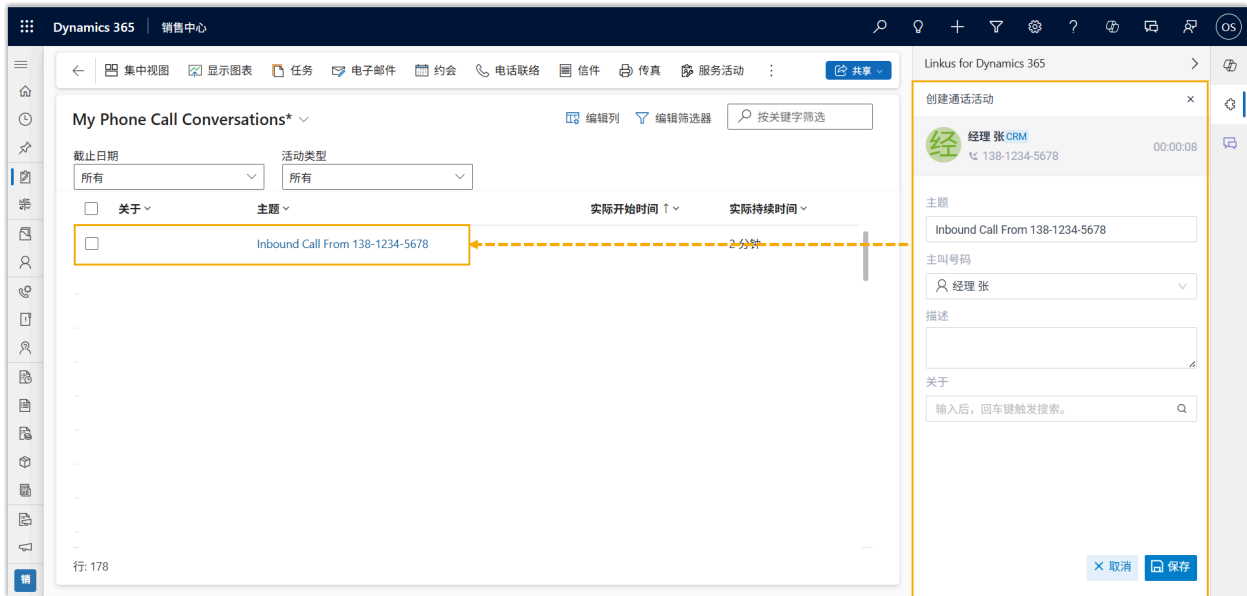 Dynamics 365 销售中心 OS
集中视图 显示图表 任务 电子邮件 约会 电话联络 信件 传真 服务活动 共享
My Phone Call Conversations*
编辑列 编辑筛选器 按关键字筛选
截止日期 活动类型
所有 所有
关于 主题 实际开始时间 ↑ 实际持续时间
Inbound Call From 138-1234-5678 2 分钟
行: 178
销
Linkus for Dynamics 365
创建通话活动
经 经理 张 CRM
138-1234-5678 00:00:08
主题
Inbound Call From 138-1234-5678
主叫号码
经理 张
描述
关于
输入后，回车键触发搜索。
取消 保存